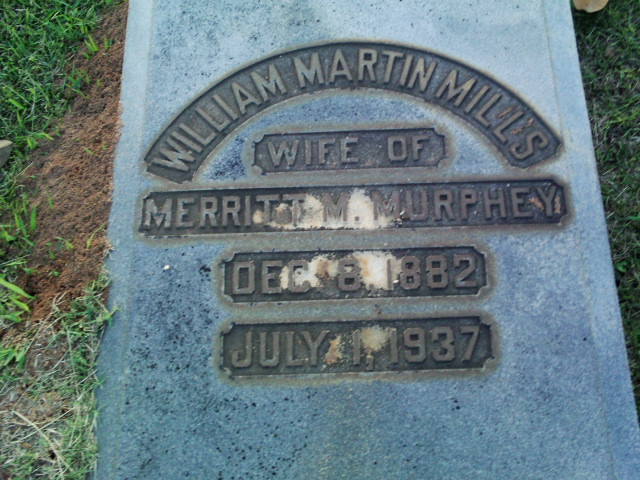 WILLIAM MARTIN MILLS
WIFE OF
MERRITT M. MURPHEY
DEC. 8, 1882
JULY 1, 1937